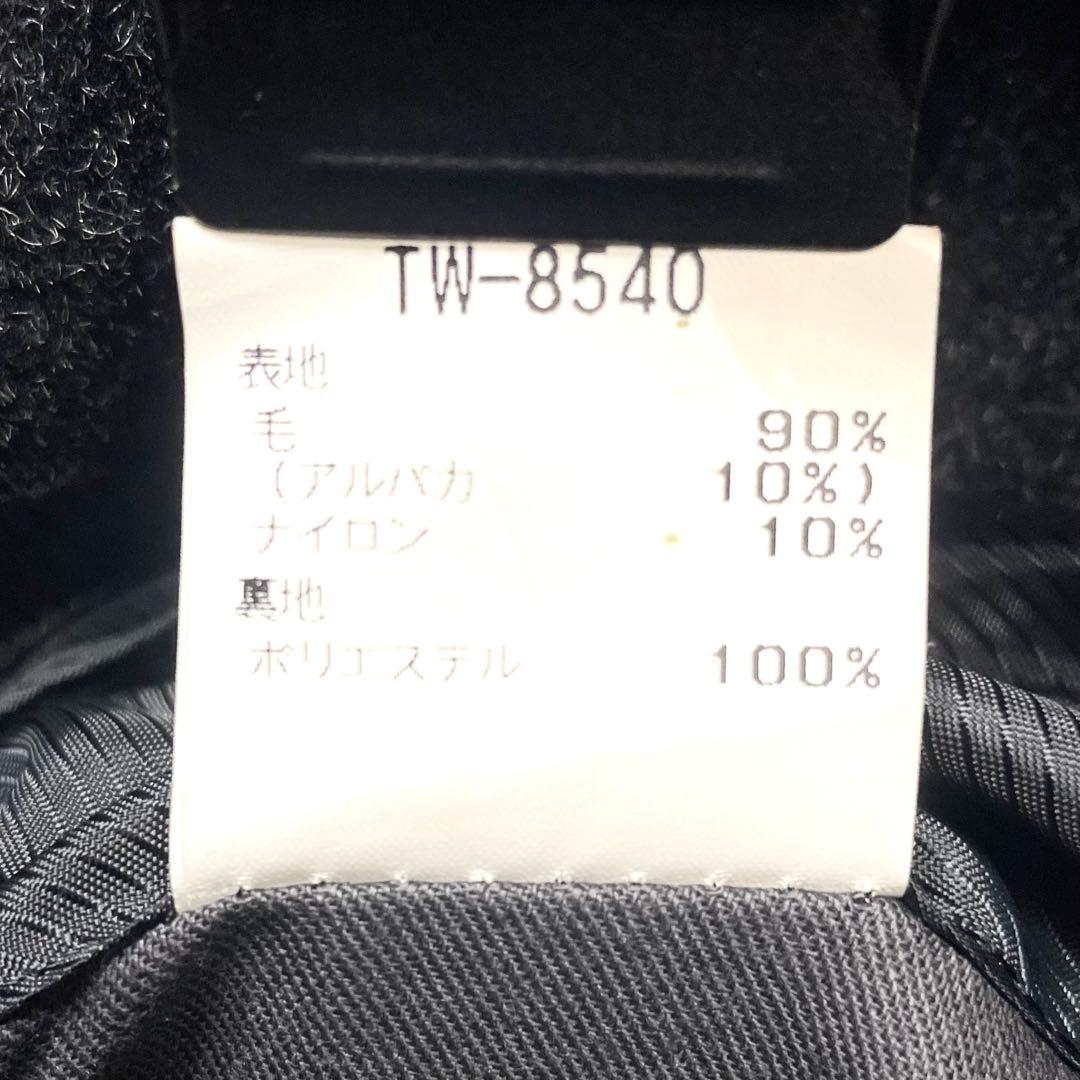 TW-8540
表地
毛 90%
(アルパカ 10%)
ナイロン 10%
裏地
ポリエステル 100%